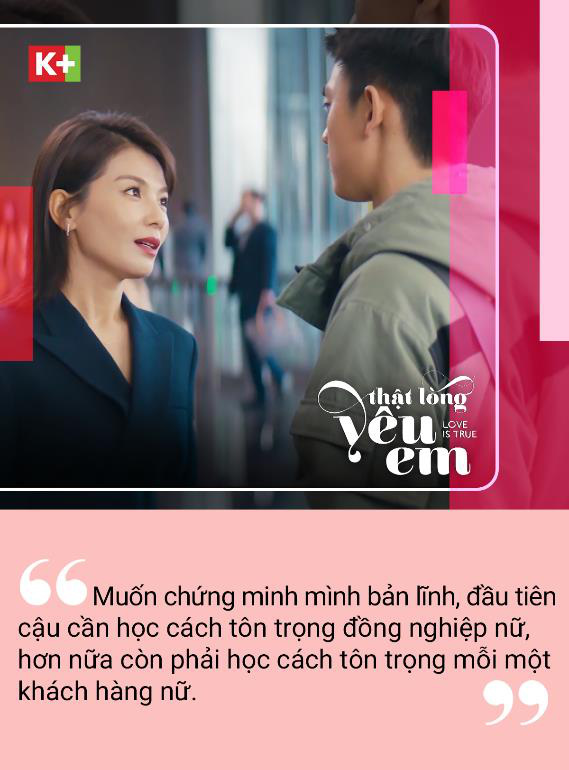 K+
thật lòng
yêu
LOVE
IS TRUE
em
Muốn chứng minh mình bản lĩnh, đầu tiên
cậu cần học cách tôn trọng đồng nghiệp nữ,
hơn nữa còn phải học cách tôn trọng mỗi một
khách hàng nữ.